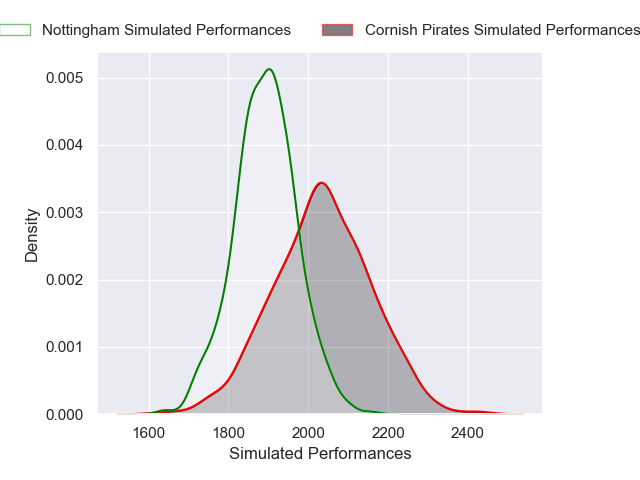 Nottingham Simulated Performances
Cornish Pirates Simulated Performances
0.005
0.004
0.003
0.002
0.001
0.000
Density
1600 1800 2000 2200 2400
Simulated Performances